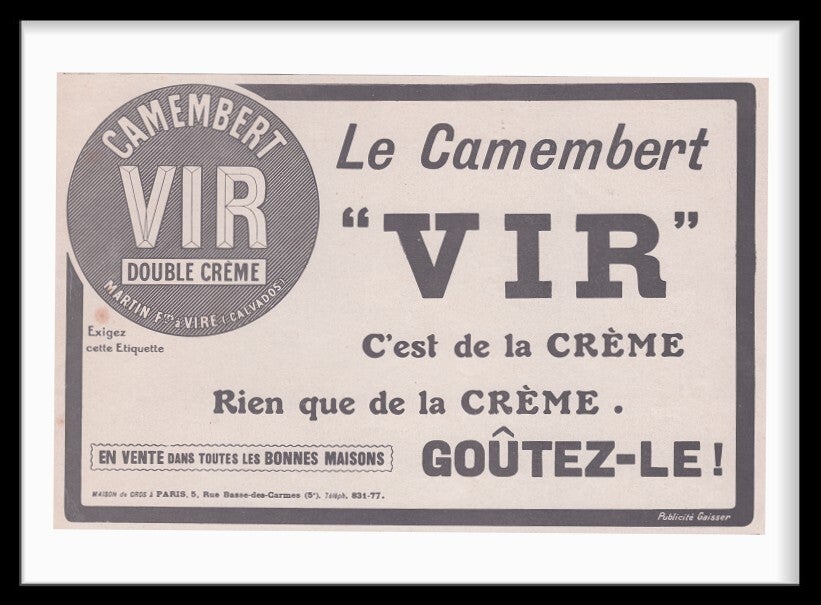 CAMEMBERT
VIR
DOUBLE CRÈME
MARTIN Fm à VIRE (CALVADOS)
Exigez
cette Etiquette
Le Camembert
"VIR"
C'est de la CRÈME
Rien que de la CRÈME.
EN VENTE DANS TOUTES LES BONNES MAISONS
GOÛTEZ-LE!
MAISON de GROS à PARIS, 5, Rue Basse-des-Carmes (5e). Téléph. 831-77.
Publicité Gaisser